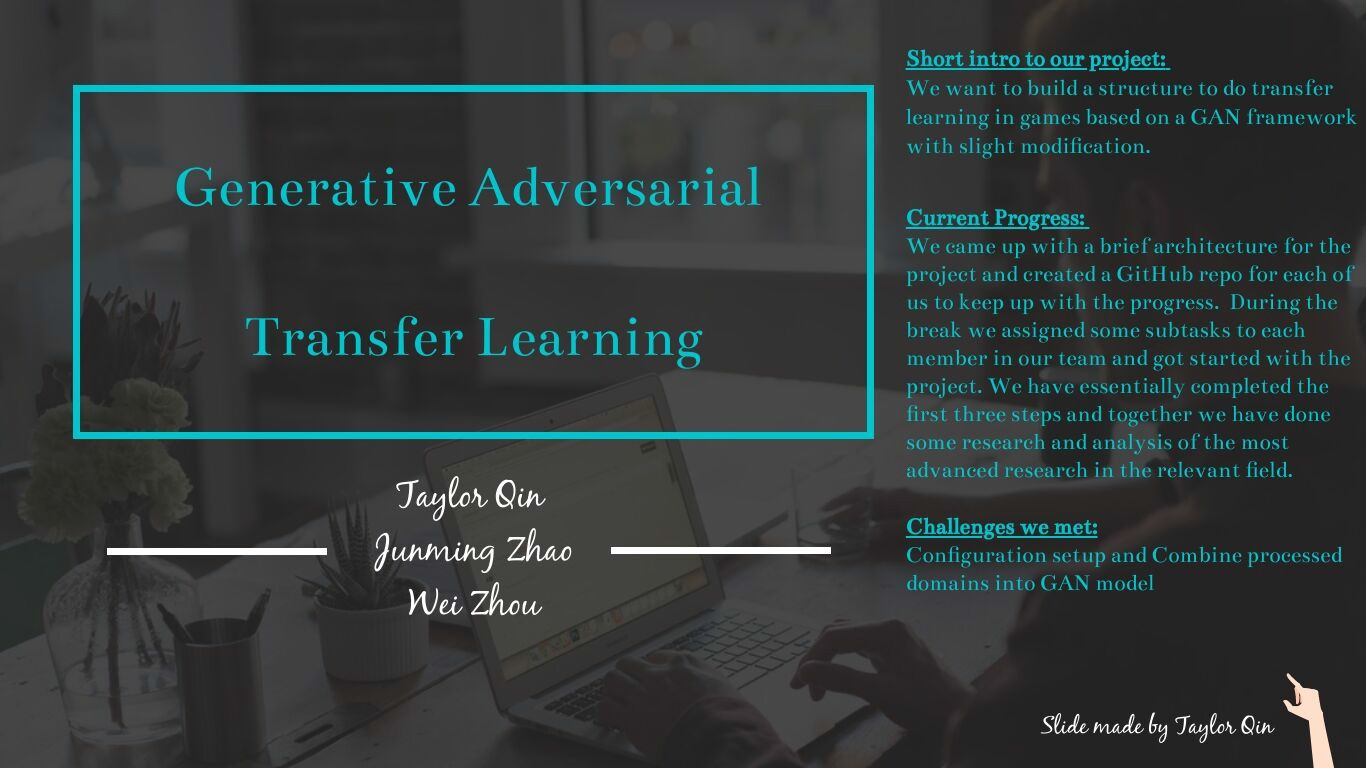 Generative Adversarial
Transfer Learning
Taylor Qin
Junming Zhao
Wei Zhou
Short intro to our project:
We want to build a structure to do transfer
learning in games based on a GAN framework
with slight modification.
Current Progress:
We came up with a brief architecture for the
project and created a GitHub repo for each of
us to keep up with the progress.  During the
break we assigned some subtasks to each
member in our team and got started with the
project. We have essentially completed the
first three steps and together we have done
some research and analysis of the most
advanced research in the relevant field.
Challenges we met:
Configuration setup and Combine processed
domains into GAN model
Slide made by Taylor Qin